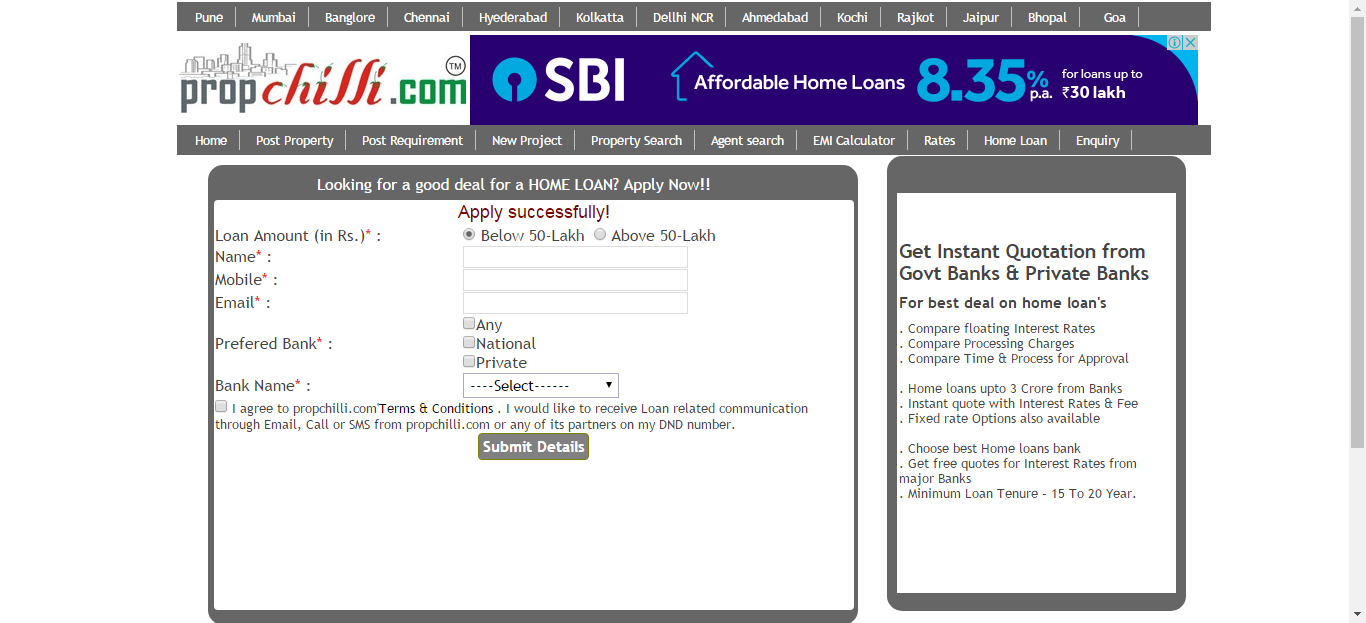 Pune Mumbai Banglore Chennai Hyederabad Kolkatta Dellhi NCR Ahmedabad Kochi Rajkot Jaipur Bhopal Goa
propchilli.com TM
SBI Affordable Home Loans 8.35% p.a. for loans up to ₹30 lakh
Home Post Property Post Requirement New Project Property Search Agent search EMI Calculator Rates Home Loan Enquiry
Looking for a good deal for a HOME LOAN? Apply Now!!
Apply successfully!
Loan Amount (in Rs.)* : Below 50-Lakh Above 50-Lakh
Name* :
Mobile* :
Email* :
Any
Prefered Bank* : National
Private
Bank Name* : ----Select------
I agree to propchilli.com'Terms & Conditions . I would like to receive Loan related communication
through Email, Call or SMS from propchilli.com or any of its partners on my DND number.
Submit Details
Get Instant Quotation from
Govt Banks & Private Banks
For best deal on home loan's
. Compare floating Interest Rates
. Compare Processing Charges
. Compare Time & Process for Approval
. Home loans upto 3 Crore from Banks
. Instant quote with Interest Rates & Fee
. Fixed rate Options also available
. Choose best Home loans bank
. Get free quotes for Interest Rates from
major Banks
. Minimum Loan Tenure - 15 To 20 Year.